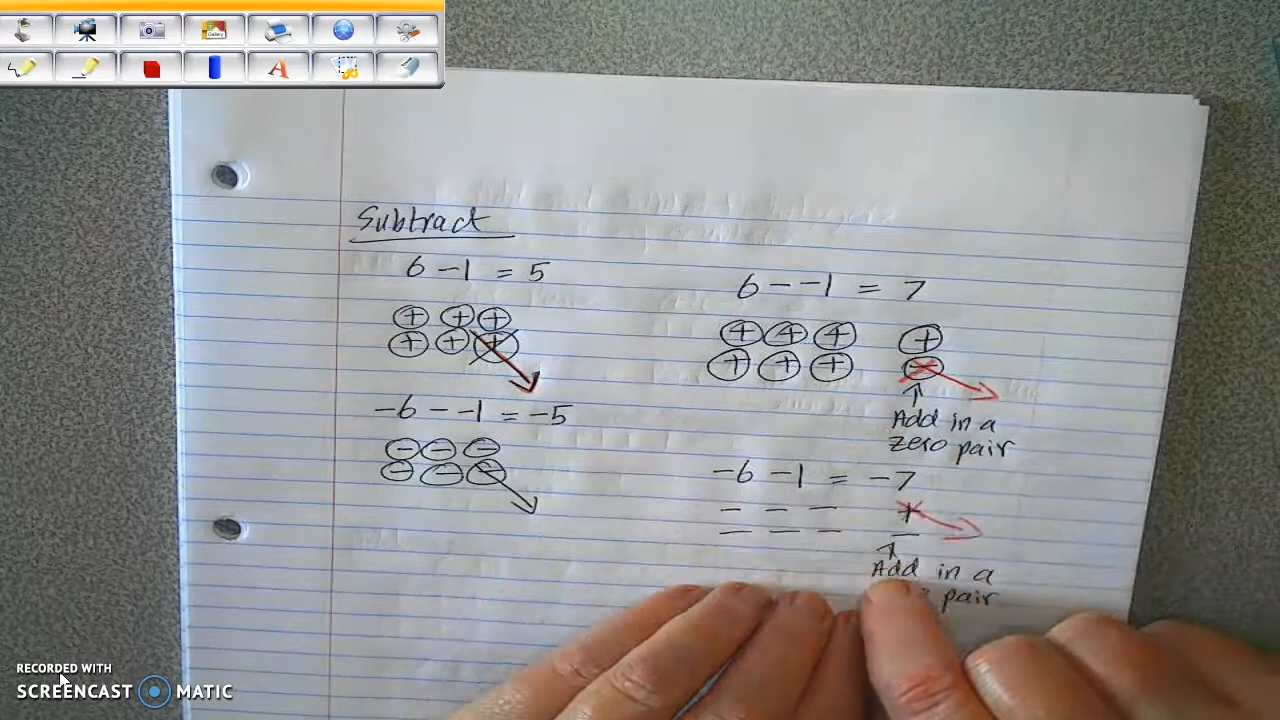 Subtract
6 - 1 = 5
+ + +
+ + +
-6 - -1 = -5
- - -
- - -
6 - -1 = 7
+ + + +
+ + + -
Add in a
zero pair
-6 - 1 = -7
- - - +
- - - -
Add in a
pair
Gallery
A
RECORDED WITH
SCREENCAST MATIC